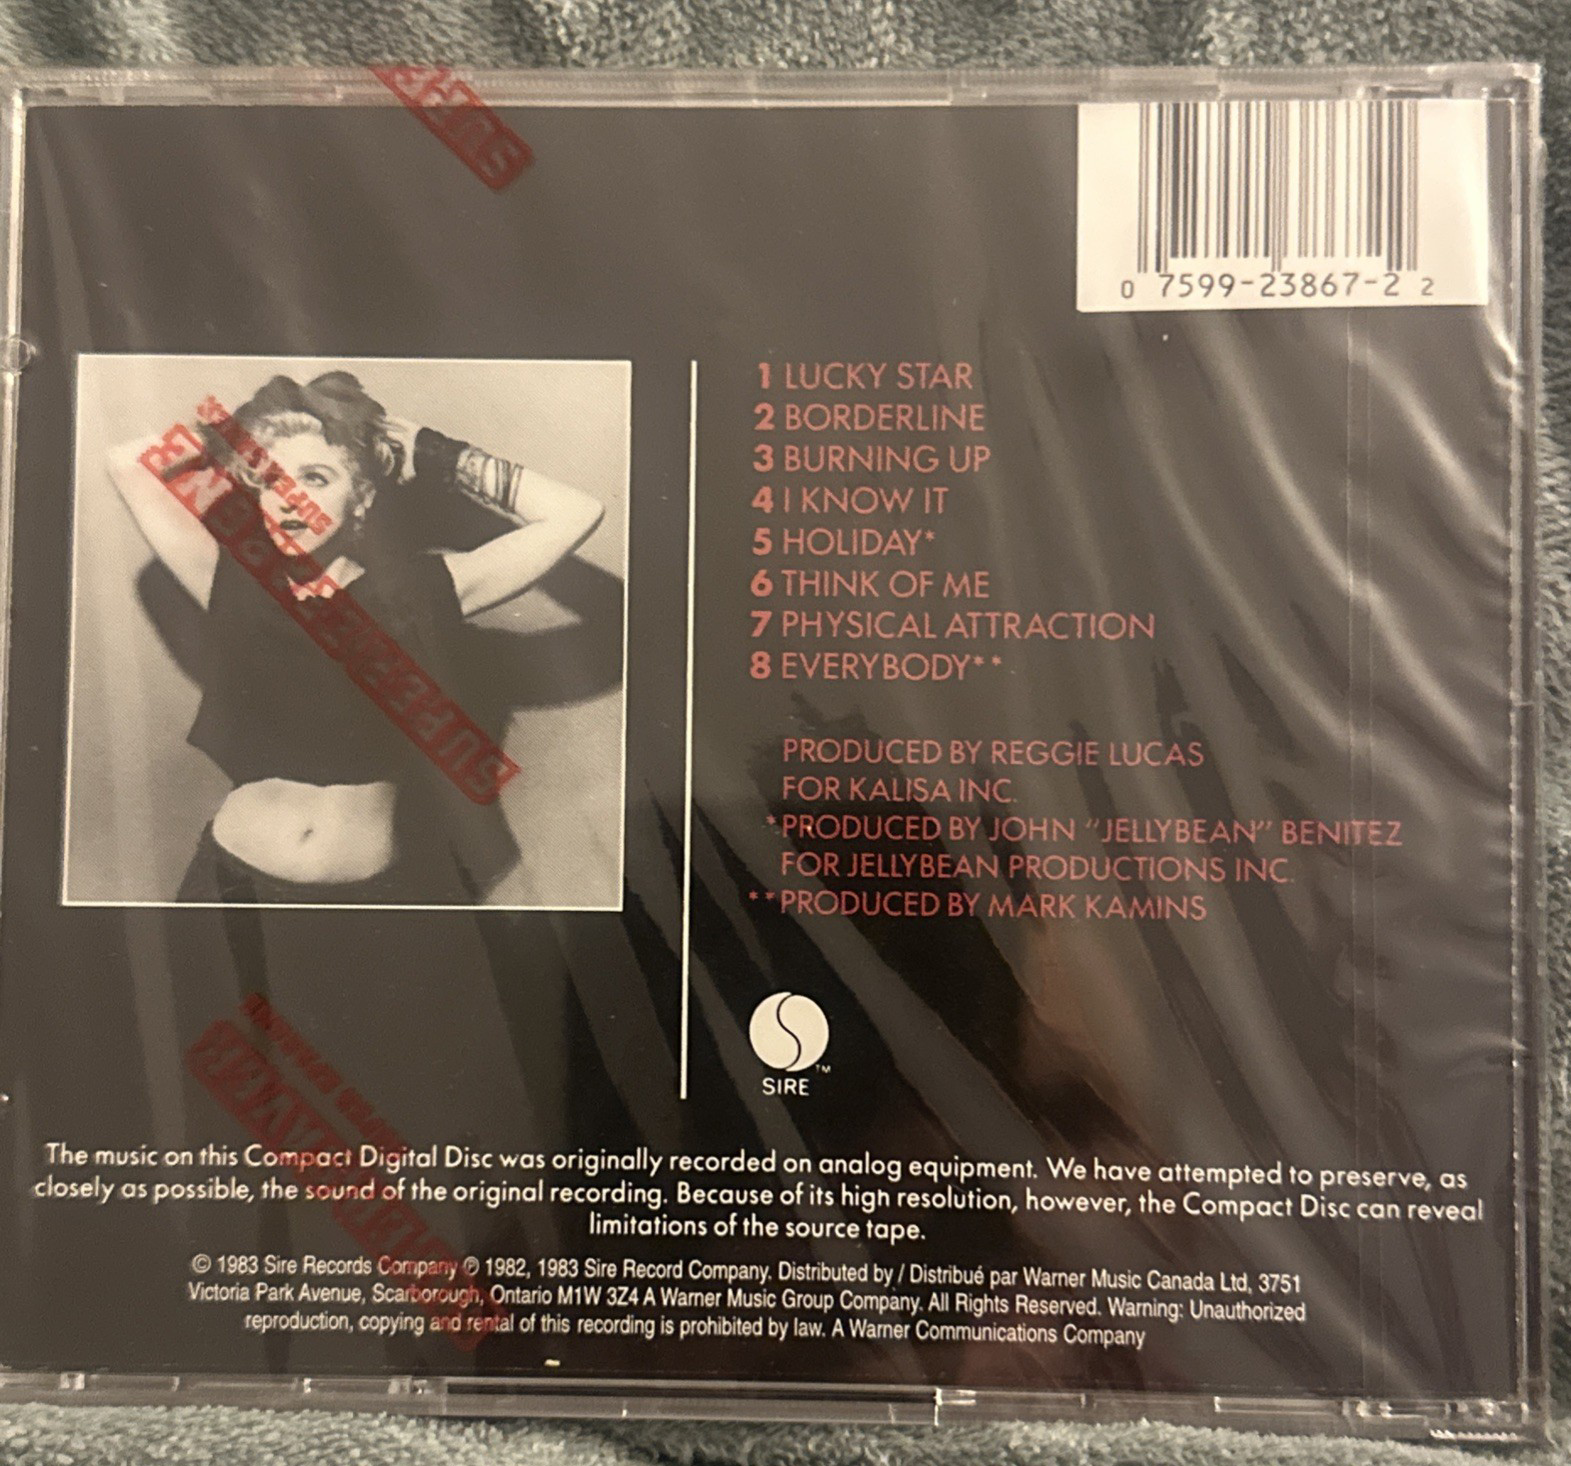 0 7599-23867-2 2
1 LUCKY STAR
2 BORDERLINE
3 BURNING UP
4 I KNOW IT
5 HOLIDAY*
6 THINK OF ME
7 PHYSICAL ATTRACTION
8 EVERYBODY**
PRODUCED BY REGGIE LUCAS
FOR KALISA INC.
*PRODUCED BY JOHN "JELLYBEAN" BENITEZ
FOR JELLYBEAN PRODUCTIONS INC.
**PRODUCED BY MARK KAMINS
SIRE™
The music on this Compact Digital Disc was originally recorded on analog equipment. We have attempted to preserve, as
closely as possible, the sound of the original recording. Because of its high resolution, however, the Compact Disc can reveal
limitations of the source tape.
© 1983 Sire Records Company ℗ 1982, 1983 Sire Record Company. Distributed by / Distribué par Warner Music Canada Ltd, 3751
Victoria Park Avenue, Scarborough, Ontario M1W 3Z4 A Warner Music Group Company. All Rights Reserved. Warning: Unauthorized
reproduction, copying and rental of this recording is prohibited by law. A Warner Communications Company